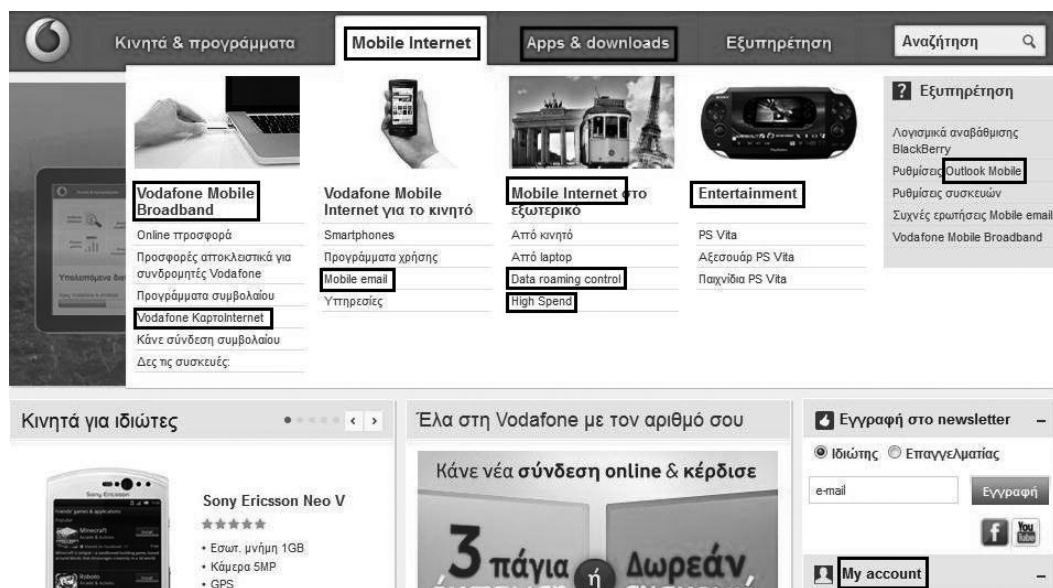 Κινητά & προγράμματα
Mobile Internet
Apps & downloads
Εξυπηρέτηση
Αναζήτηση
Vodafone Mobile
Broadband
Online προσφορά
Προσφορές αποκλειστικά για
συνδρομητές Vodafone
Προγράμματα συμβολαίου
Vodafone ΚαρτοInternet
Κάνε σύνδεση συμβολαίου
Δες τις συσκευές:
Vodafone Mobile
Internet για το κινητό
Smartphones
Προγράμματα χρήσης
Mobile email
Υπηρεσίες
Mobile Internet στο
εξωτερικό
Από κινητό
Από laptop
Data roaming control
High Spend
Entertainment
PS Vita
Αξεσουάρ PS Vita
Παιχνίδια PS Vita
? Εξυπηρέτηση
Λογισμικά αναβάθμισης
BlackBerry
Ρυθμίσεις Outlook Mobile
Ρυθμίσεις συσκευών
Συχνές ερωτήσεις Mobile email
Vodafone Mobile Broadband
Κινητά για ιδιώτες
Sony Ericsson
Minecraft
Roboto
Sony Ericsson Neo V
• Εσωτ. μνήμη 1GB
• Κάμερα 5MP
• GPS
Έλα στη Vodafone με τον αριθμό σου
Κάνε νέα σύνδεση online & κέρδισε
3 πάγια
ή
Δωρεάν
Εγγραφή στο newsletter –
Ιδιώτης Επαγγελματίας
e-mail
Εγγραφή
f You Tube
My account –